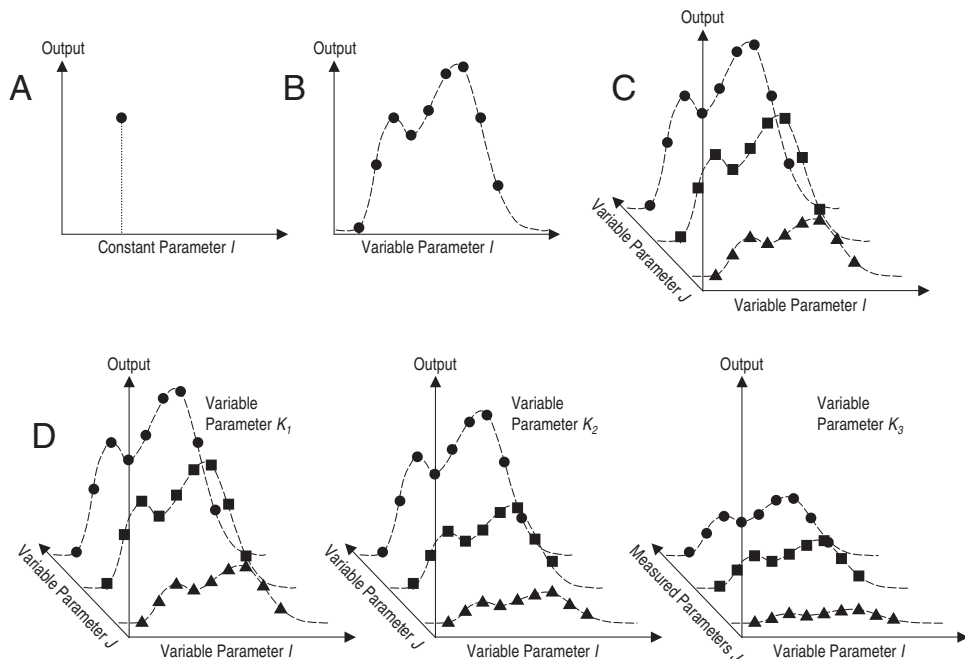 A
Output
Constant Parameter I
B
Output
Variable Parameter I
C
Output
Variable Parameter J
Variable Parameter I
D
Output
Variable
Parameter K1
Variable Parameter J
Variable Parameter I
Output
Variable
Parameter K2
Variable Parameter J
Variable Parameter I
Output
Variable
Parameter K3
Measured Parameters J
Variable Parameter I